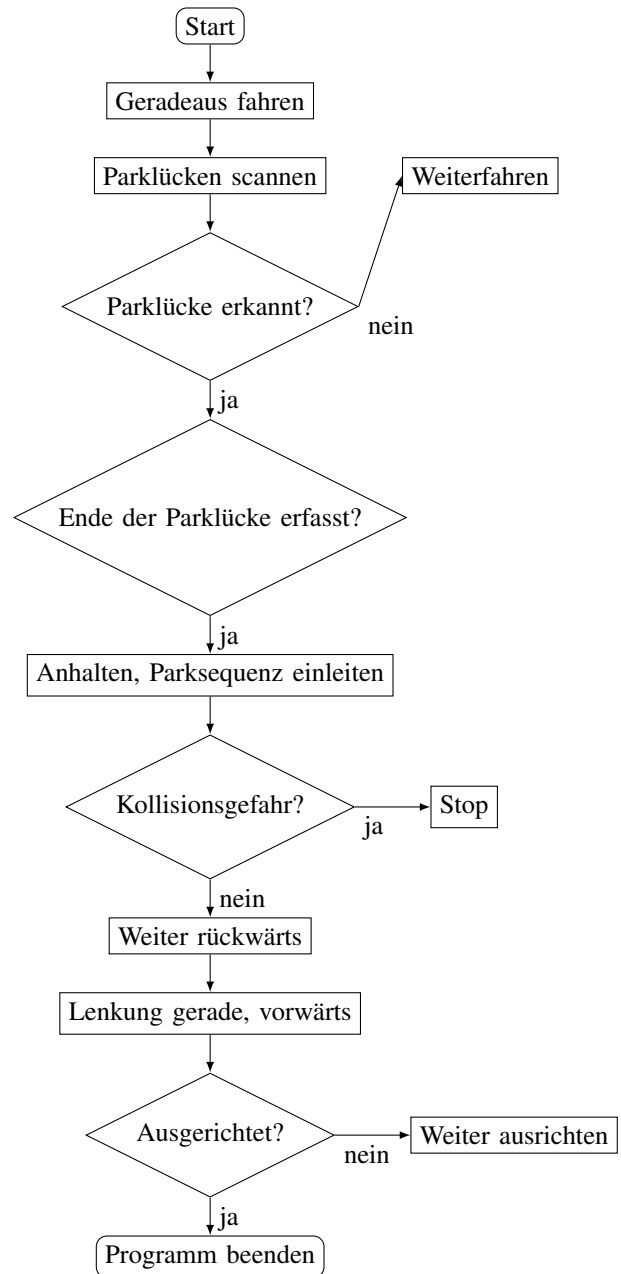 Start
Geradeaus fahren
Parklücken scannen
Weiterfahren
Parklücke erkannt?
nein
ja
Ende der Parklücke erfasst?
ja
Anhalten, Parksequenz einleiten
Kollisionsgefahr?
ja
Stop
nein
Weiter rückwärts
Lenkung gerade, vorwärts
Ausgerichtet?
nein
Weiter ausrichten
ja
Programm beenden